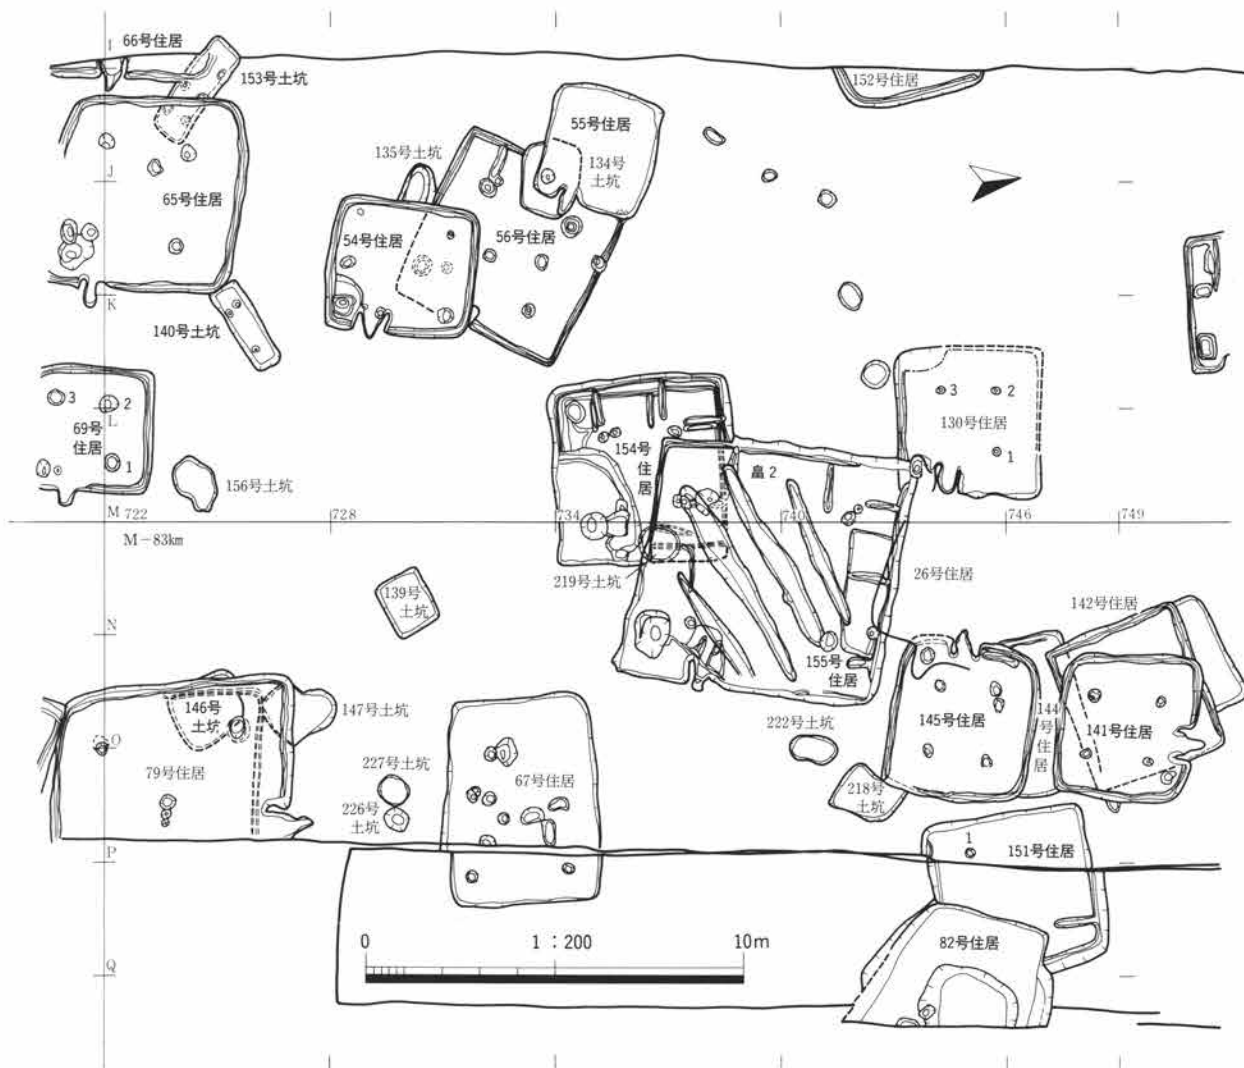 I
66号住居
153号土坑
152号住居
55号住居
135号土坑
134号
土坑
J
65号住居
54号住居
56号住居
K
140号土坑
3
2
L
69号
住居
1
156号土坑
3
2
130号住居
1
154号
住
居
畠2
M
722
728
734
740
746
749
M-83km
219号土坑
26号住居
139号
土坑
142号住居
N
155号
住居
146号
土坑
147号土坑
222号土坑
145号住居
144号
住
居
141号住居
O
79号住居
227号土坑
67号住居
226号
土坑
218号
土坑
P
1
151号住居
0
1:200
10m
82号住居
Q